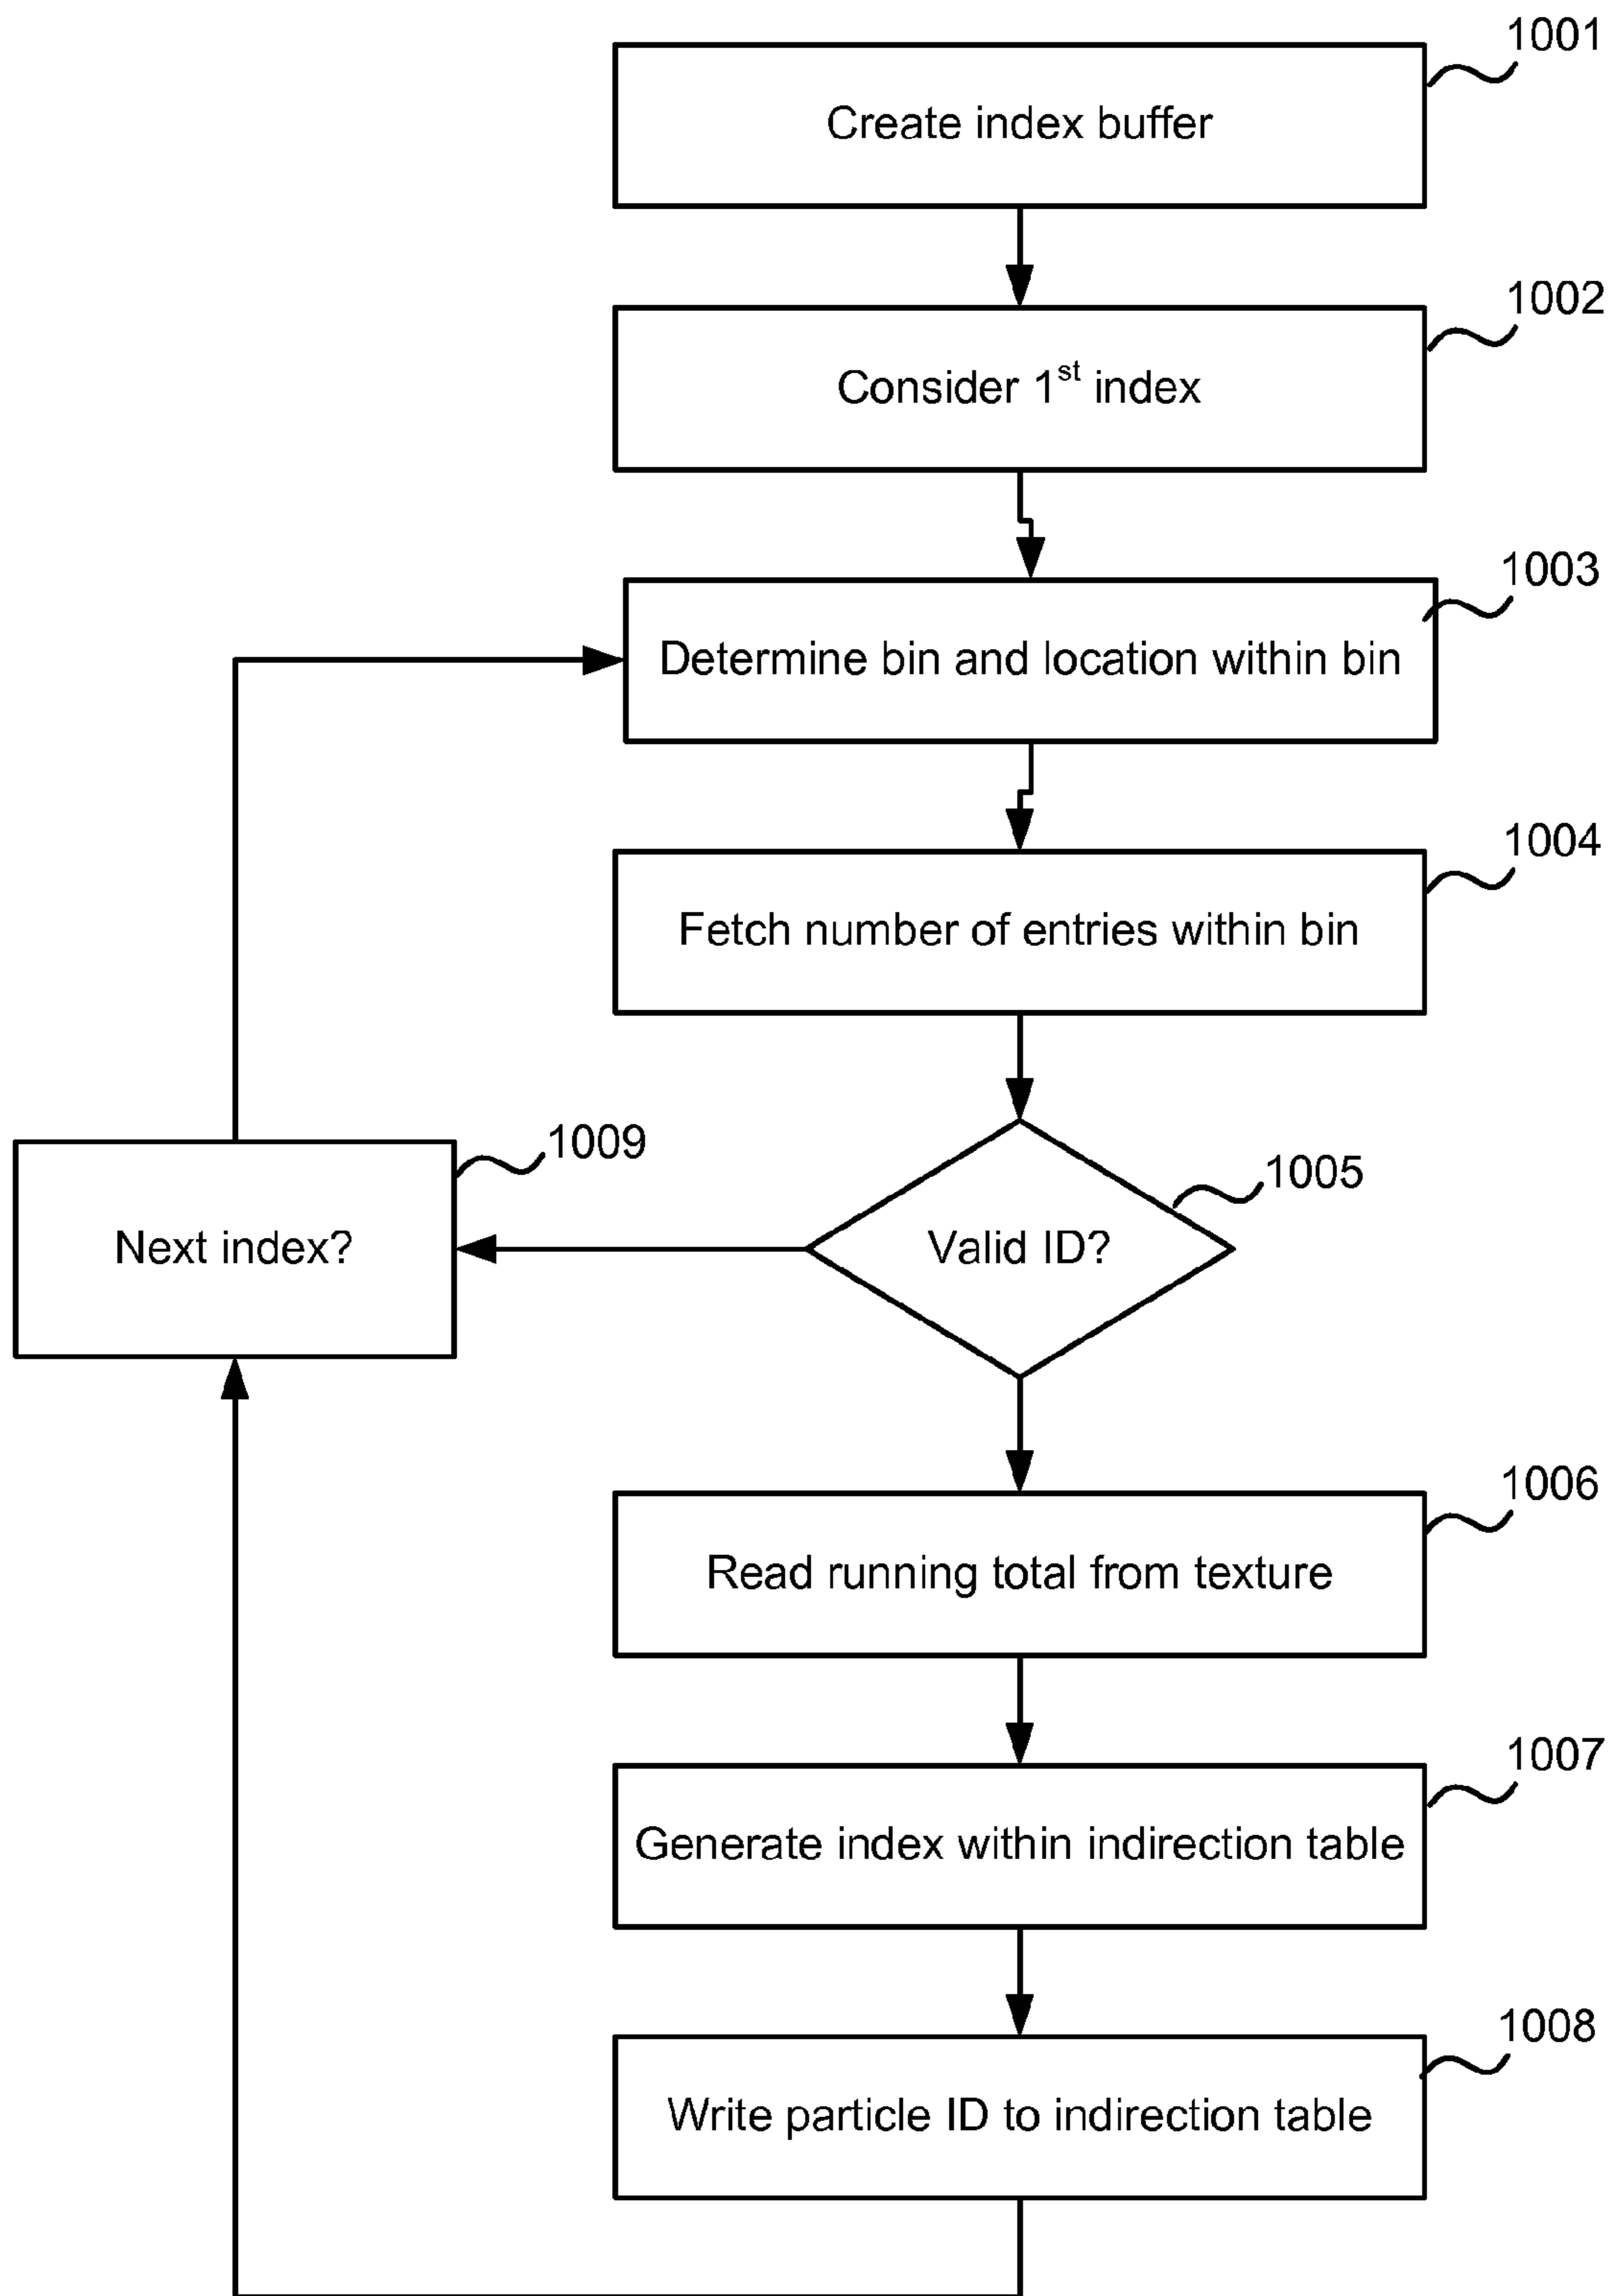 1001
Create index buffer
1002
Consider 1st index
1003
Determine bin and location within bin
1004
Fetch number of entries within bin
1009
Next index?
1005
Valid ID?
1006
Read running total from texture
1007
Generate index within indirection table
1008
Write particle ID to indirection table